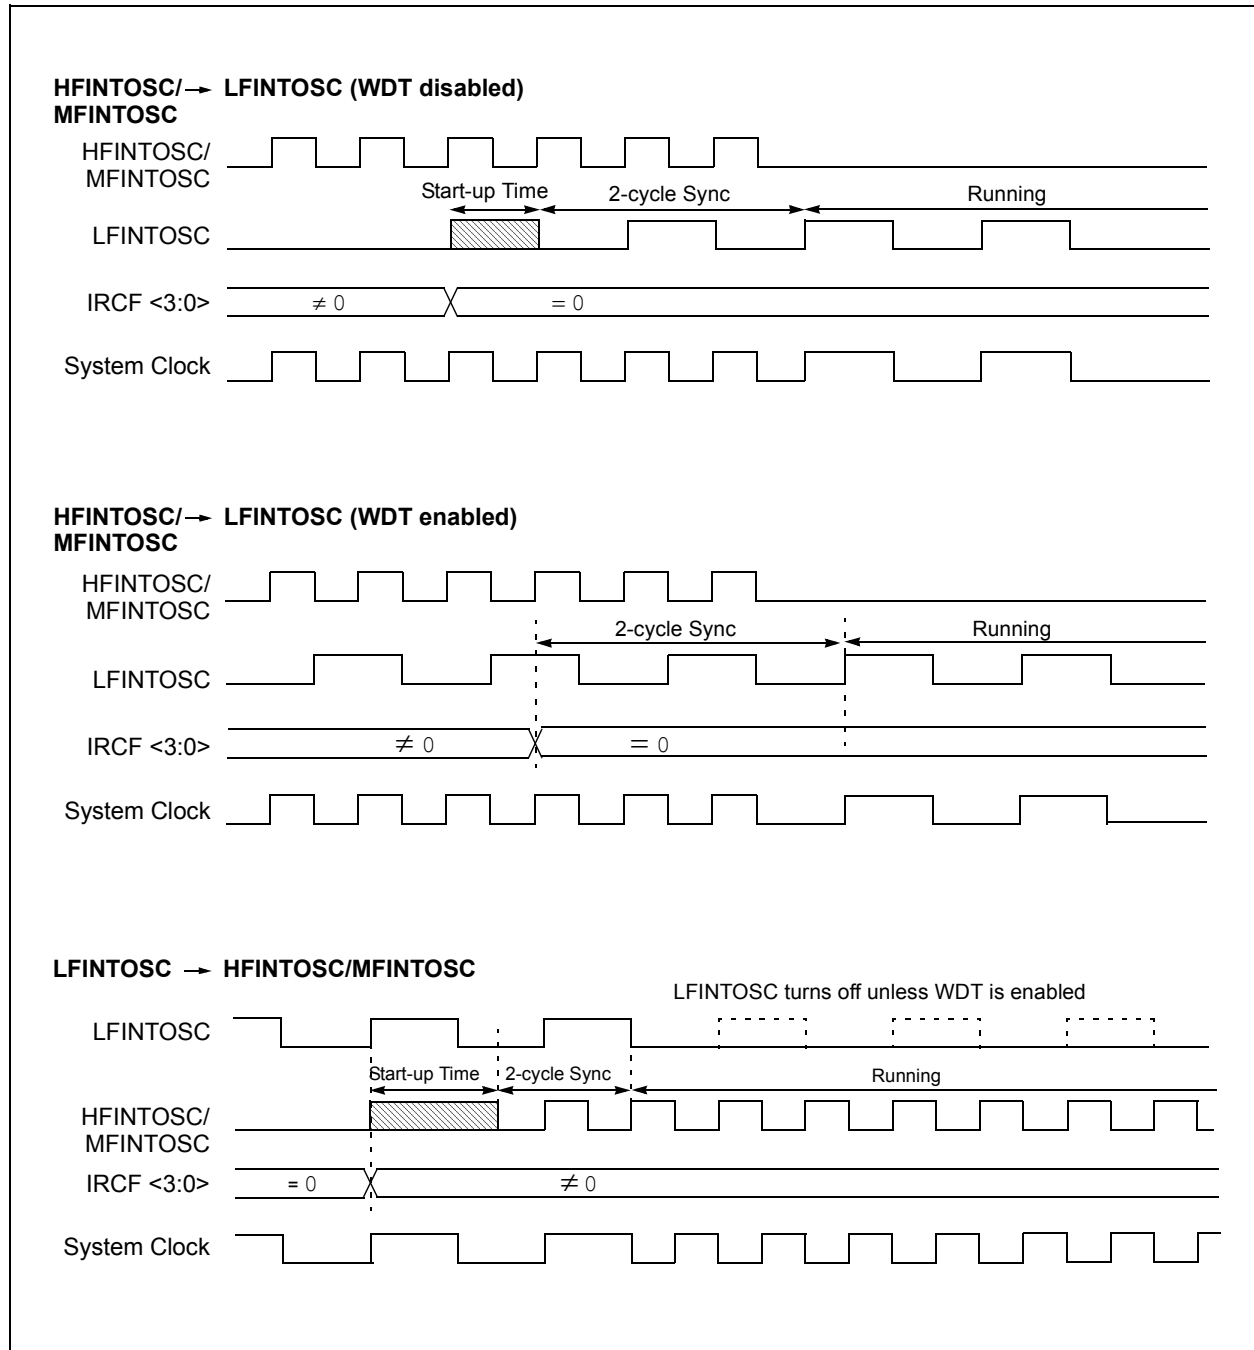 HFINTOSC/→ LFINTOSC (WDT disabled)
MFINTOSC
HFINTOSC/
MFINTOSC
Start-up Time 2-cycle Sync Running
LFINTOSC
IRCF <3:0> ≠ 0 = 0
System Clock
HFINTOSC/→ LFINTOSC (WDT enabled)
MFINTOSC
HFINTOSC/
MFINTOSC
2-cycle Sync Running
LFINTOSC
IRCF <3:0> ≠ 0 = 0
System Clock
LFINTOSC → HFINTOSC/MFINTOSC
LFINTOSC turns off unless WDT is enabled
LFINTOSC
Start-up Time 2-cycle Sync Running
HFINTOSC/
MFINTOSC
IRCF <3:0> = 0 ≠ 0
System Clock